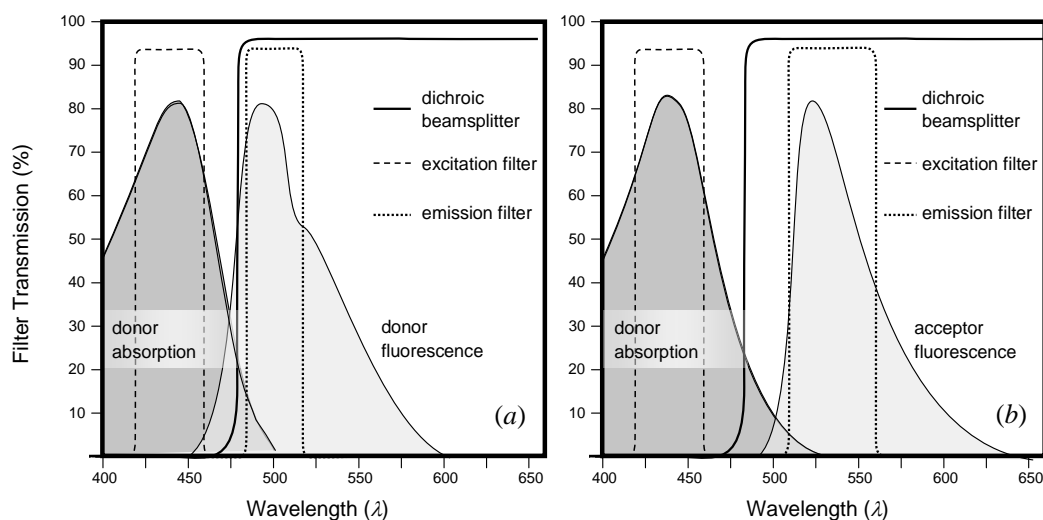 Filter Transmission (%)
100
90
80
70
60
50
40
30
20
10
dichroic
beamsplitter
excitation filter
emission filter
donor
absorption
donor
fluorescence
(a)
400
450
500
550
600
650
Wavelength (λ)
100
90
80
70
60
50
40
30
20
10
dichroic
beamsplitter
excitation filter
emission filter
donor
absorption
acceptor
fluorescence
(b)
400
450
500
550
600
650
Wavelength (λ)